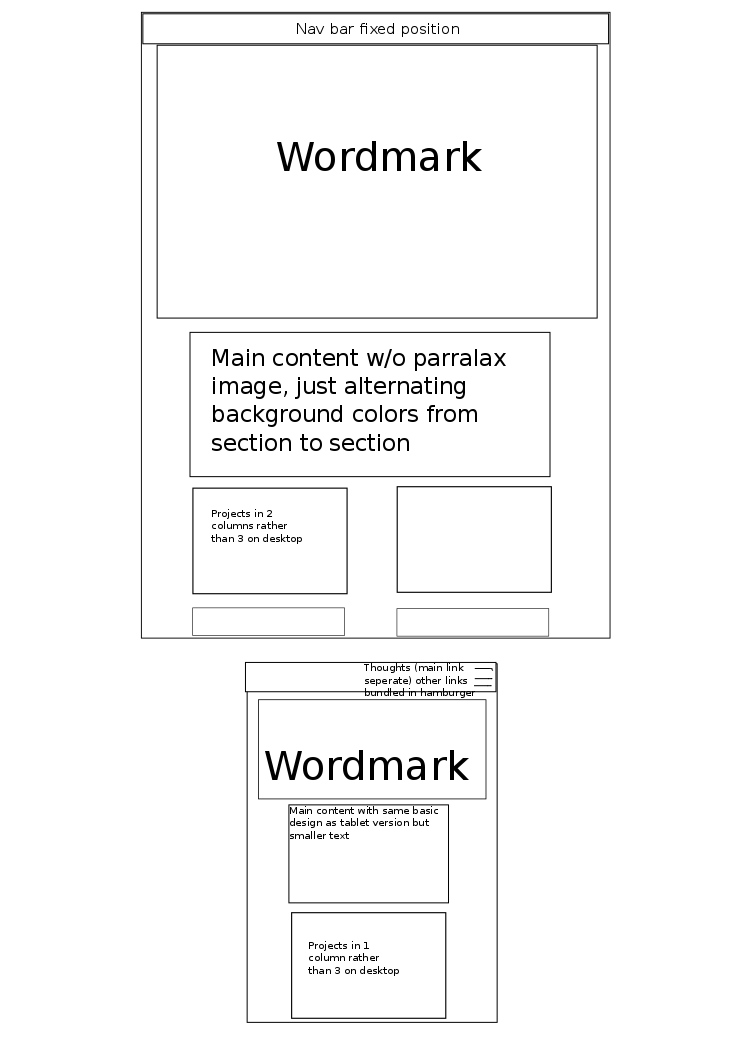 Nav bar fixed position
Wordmark
Main content w/o parralax
image, just alternating
background colors from
section to section
Projects in 2
columns rather
than 3 on desktop
Thoughts (main link
seperate) other links
bundled in hamburger
Wordmark
Main content with same basic
design as tablet version but
smaller text
Projects in 1
column rather
than 3 on desktop